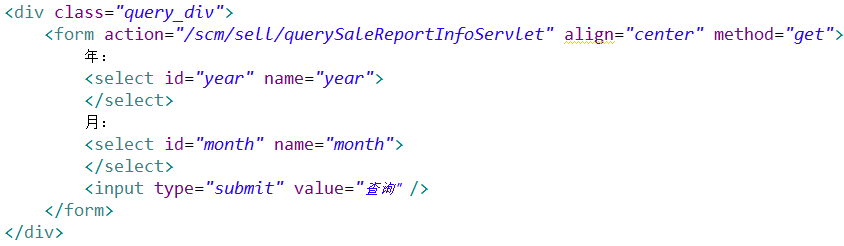 <div class="query_div">
<form action="/scm/sell/querySaleReportInfoServlet" align="center" method="get">
年：
<select id="year" name="year">
</select>
月：
<select id="month" name="month">
</select>
<input type="submit" value="查询" />
</form>
</div>